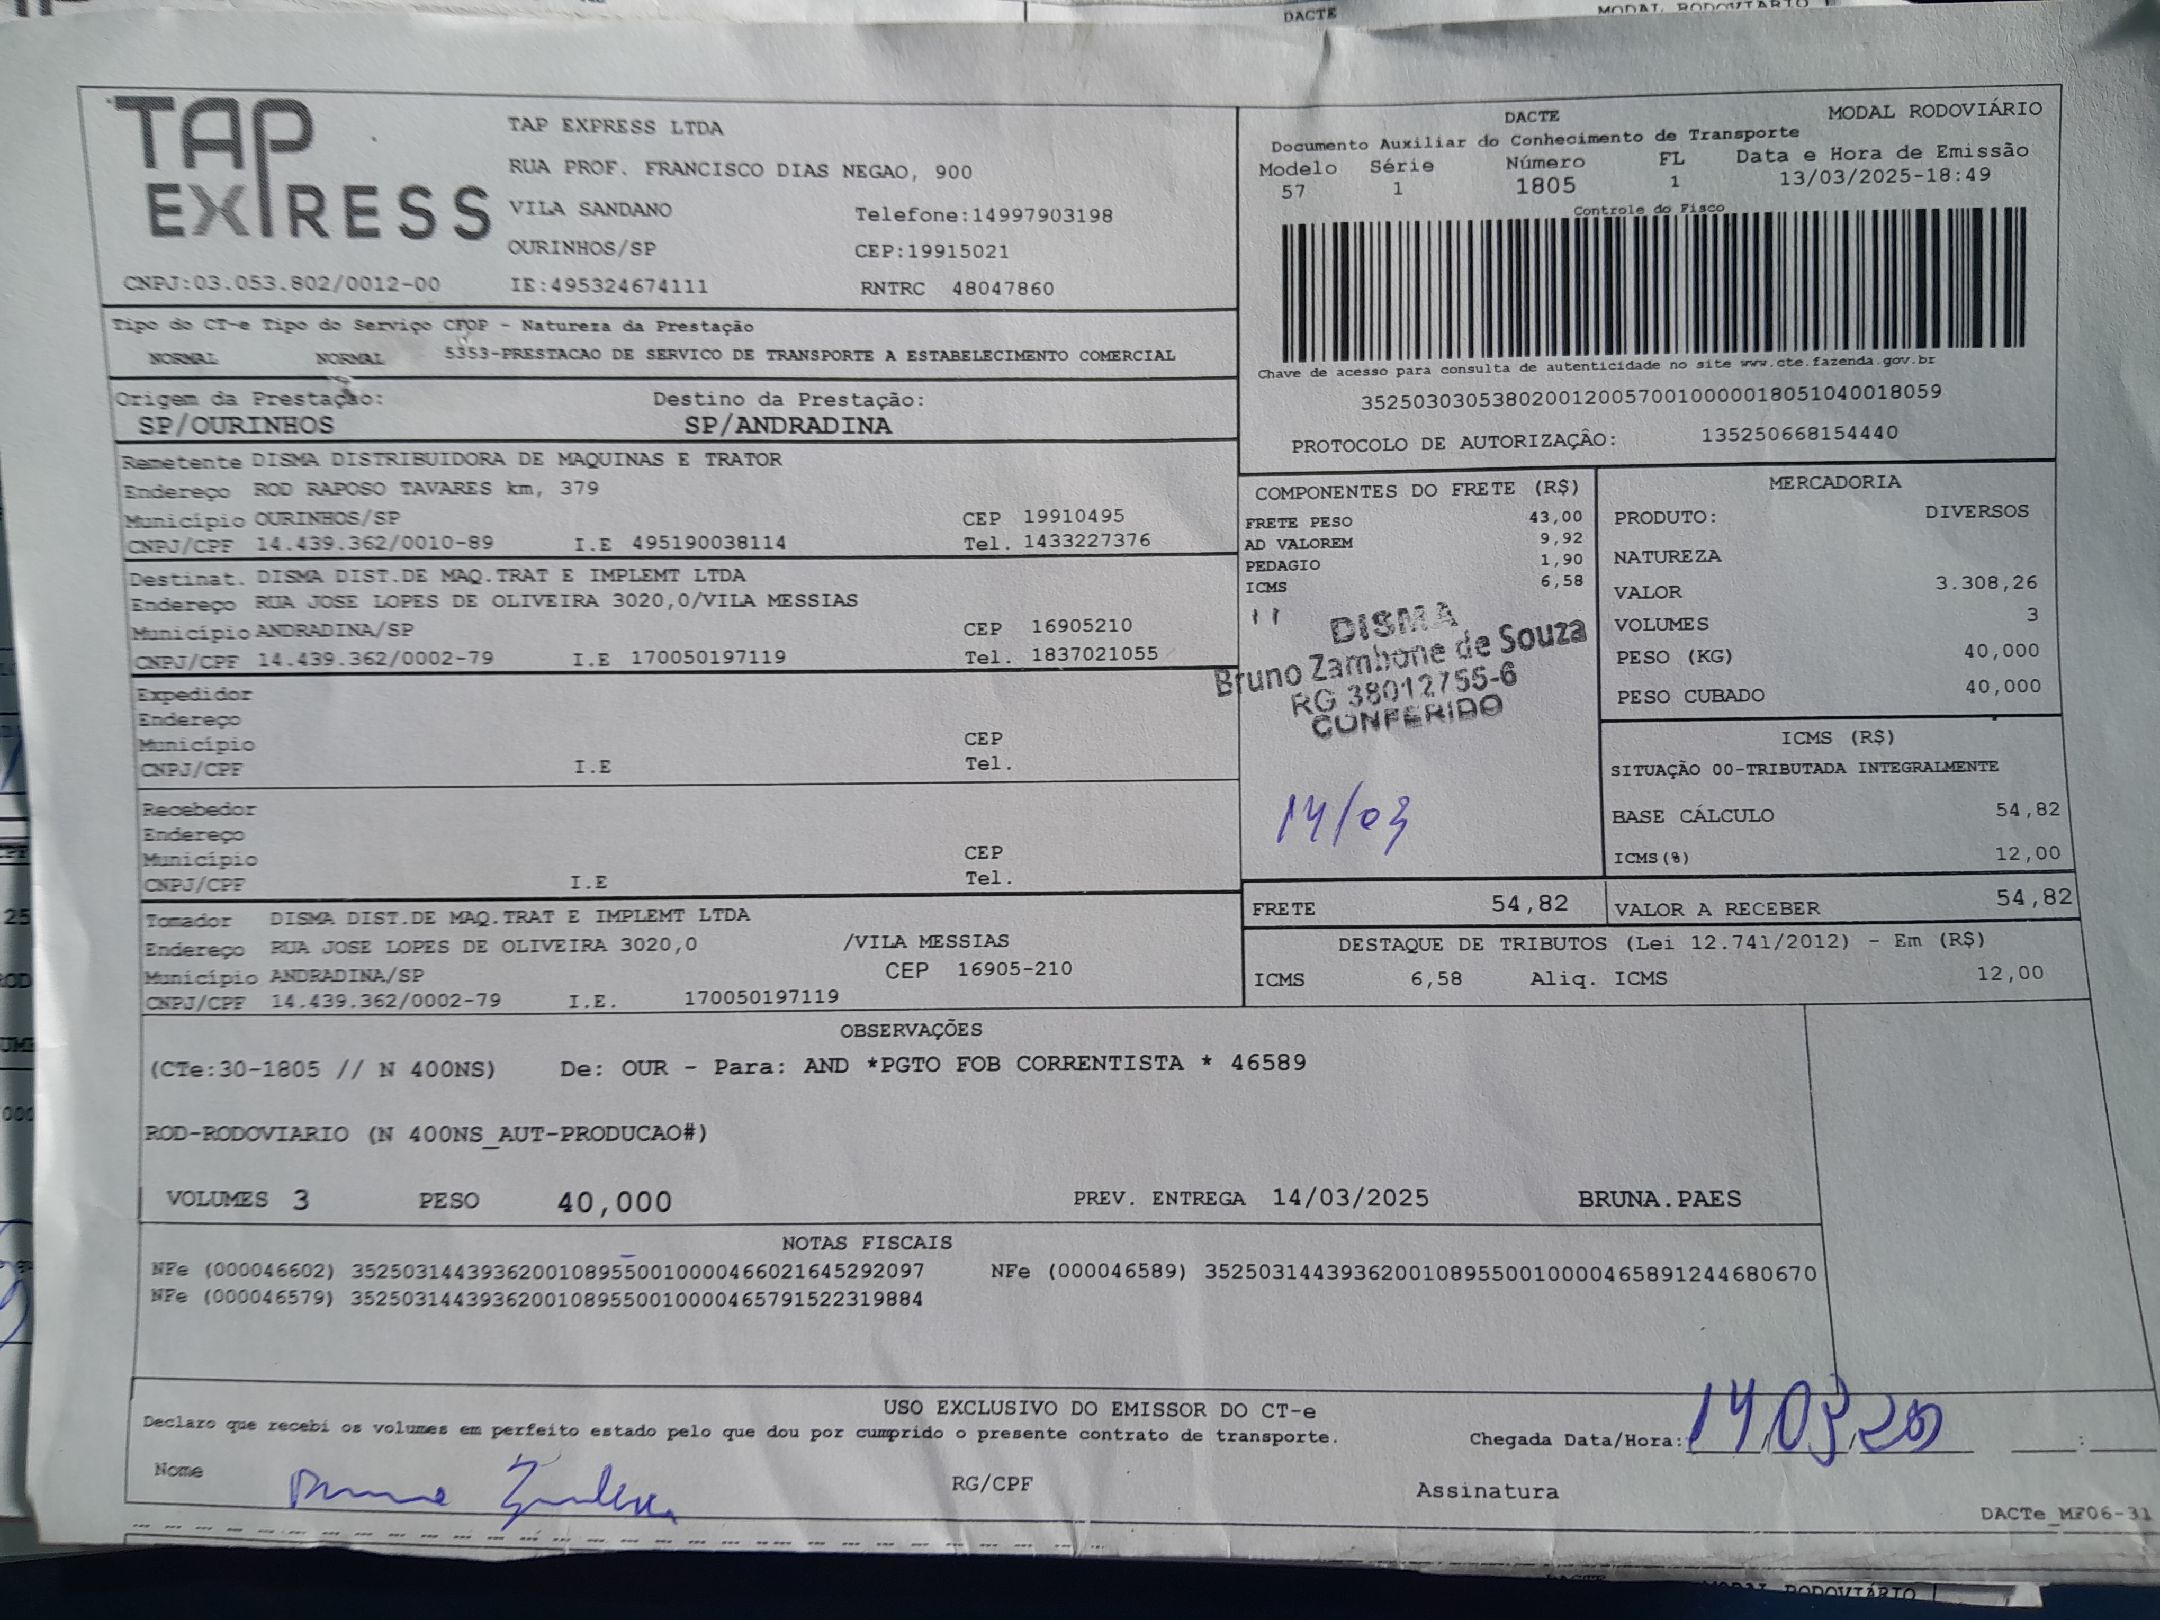 DACTE
MODAL RODOVIÁRIO
TAP
EXPRESS
TAP EXPRESS LTDA
RUA PROF. FRANCISCO DIAS NEGAO, 900
VILA SANDANO
Telefone:14997903198
OURINHOS/SP
CEP:19915021
CNPJ:03.053.802/0012-00
IE:495324674111
RNTRC 48047860
DACTE
MODAL RODOVIÁRIO
Documento Auxiliar do Conhecimento de Transporte
Modelo Série Número FL Data e Hora de Emissão
57 1 1805 1 13/03/2025-18:49
Controle do Fisco
Chave de acesso para consulta de autenticidade no site www.cte.fazenda.gov.br
35250303053802001200570010000018051040018059
PROTOCOLO DE AUTORIZAÇÃO: 135250668154440
Tipo do CT-e Tipo do Serviço CFOP - Natureza da Prestação
NORMAL NORMAL 5353-PRESTACAO DE SERVICO DE TRANSPORTE A ESTABELECIMENTO COMERCIAL
Origem da Prestação: Destino da Prestação:
SP/OURINHOS SP/ANDRADINA
Remetente DISMA DISTRIBUIDORA DE MAQUINAS E TRATOR
Endereço ROD RAPOSO TAVARES km, 379
Município OURINHOS/SP CEP 19910495
CNPJ/CPF 14.439.362/0010-89 I.E 495190038114 Tel. 1433227376
Destinat. DISMA DIST.DE MAQ.TRAT E IMPLEMT LTDA
Endereço RUA JOSE LOPES DE OLIVEIRA 3020,0/VILA MESSIAS
Município ANDRADINA/SP CEP 16905210
CNPJ/CPF 14.439.362/0002-79 I.E 170050197119 Tel. 1837021055
Expedidor
Endereço
Município CEP
CNPJ/CPF I.E Tel.
Recebedor
Endereço
Município CEP
CNPJ/CPF I.E Tel.
Tomador DISMA DIST.DE MAQ.TRAT E IMPLEMT LTDA
Endereço RUA JOSE LOPES DE OLIVEIRA 3020,0 /VILA MESSIAS
Município ANDRADINA/SP CEP 16905-210
CNPJ/CPF 14.439.362/0002-79 I.E. 170050197119
COMPONENTES DO FRETE (R$)
FRETE PESO 43,00
AD VALOREM 9,92
PEDAGIO 1,90
ICMS 6,58
DISMA
Bruno Zambone de Souza
RG 38012755-6
CONFERIDO
14/03
MERCADORIA
PRODUTO: DIVERSOS
NATUREZA
VALOR 3.308,26
VOLUMES 3
PESO (KG) 40,000
PESO CUBADO 40,000
ICMS (R$)
SITUAÇÃO 00-TRIBUTADA INTEGRALMENTE
BASE CÁLCULO 54,82
ICMS(%) 12,00
FRETE 54,82 VALOR A RECEBER 54,82
DESTAQUE DE TRIBUTOS (Lei 12.741/2012) - Em (R$)
ICMS 6,58 Aliq. ICMS 12,00
OBSERVAÇÕES
(CTe:30-1805 // N 400NS) De: OUR - Para: AND *PGTO FOB CORRENTISTA * 46589
ROD-RODOVIARIO (N 400NS_AUT-PRODUCAO#)
VOLUMES 3 PESO 40,000 PREV. ENTREGA 14/03/2025 BRUNA.PAES
NOTAS FISCAIS
NFe (000046602) 35250314439362001089550010000466021645292097 NFe (000046589) 35250314439362001089550010000465891244680670
NFe (000046579) 35250314439362001089550010000465791522319884
USO EXCLUSIVO DO EMISSOR DO CT-e
Declaro que recebi os volumes em perfeito estado pelo que dou por cumprido o presente contrato de transporte.
Chegada Data/Hora: 14 03
Nome RG/CPF Assinatura
DACTe_MF06-31
MODAL RODOVIÁRIO